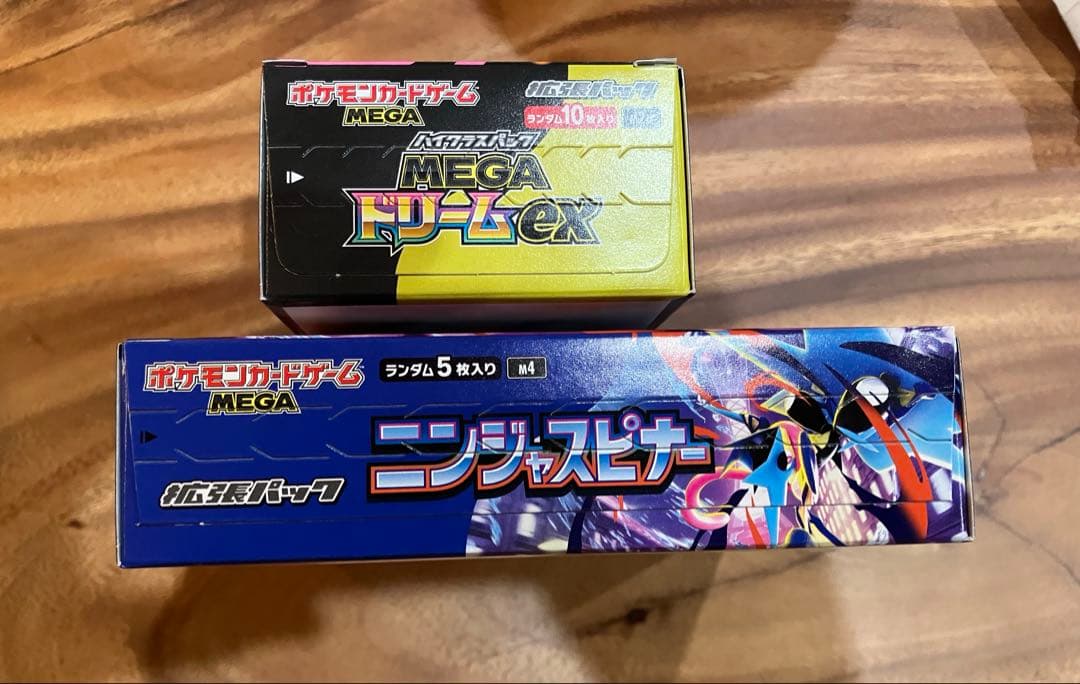 ポケモンカードゲーム
MEGA
拡張パック
ランダム10枚入り
ハイクラスパック
MEGA
ドリームex
ポケモンカードゲーム
MEGA
ランダム5枚入り M4
ニンジャスピナー
拡張パック